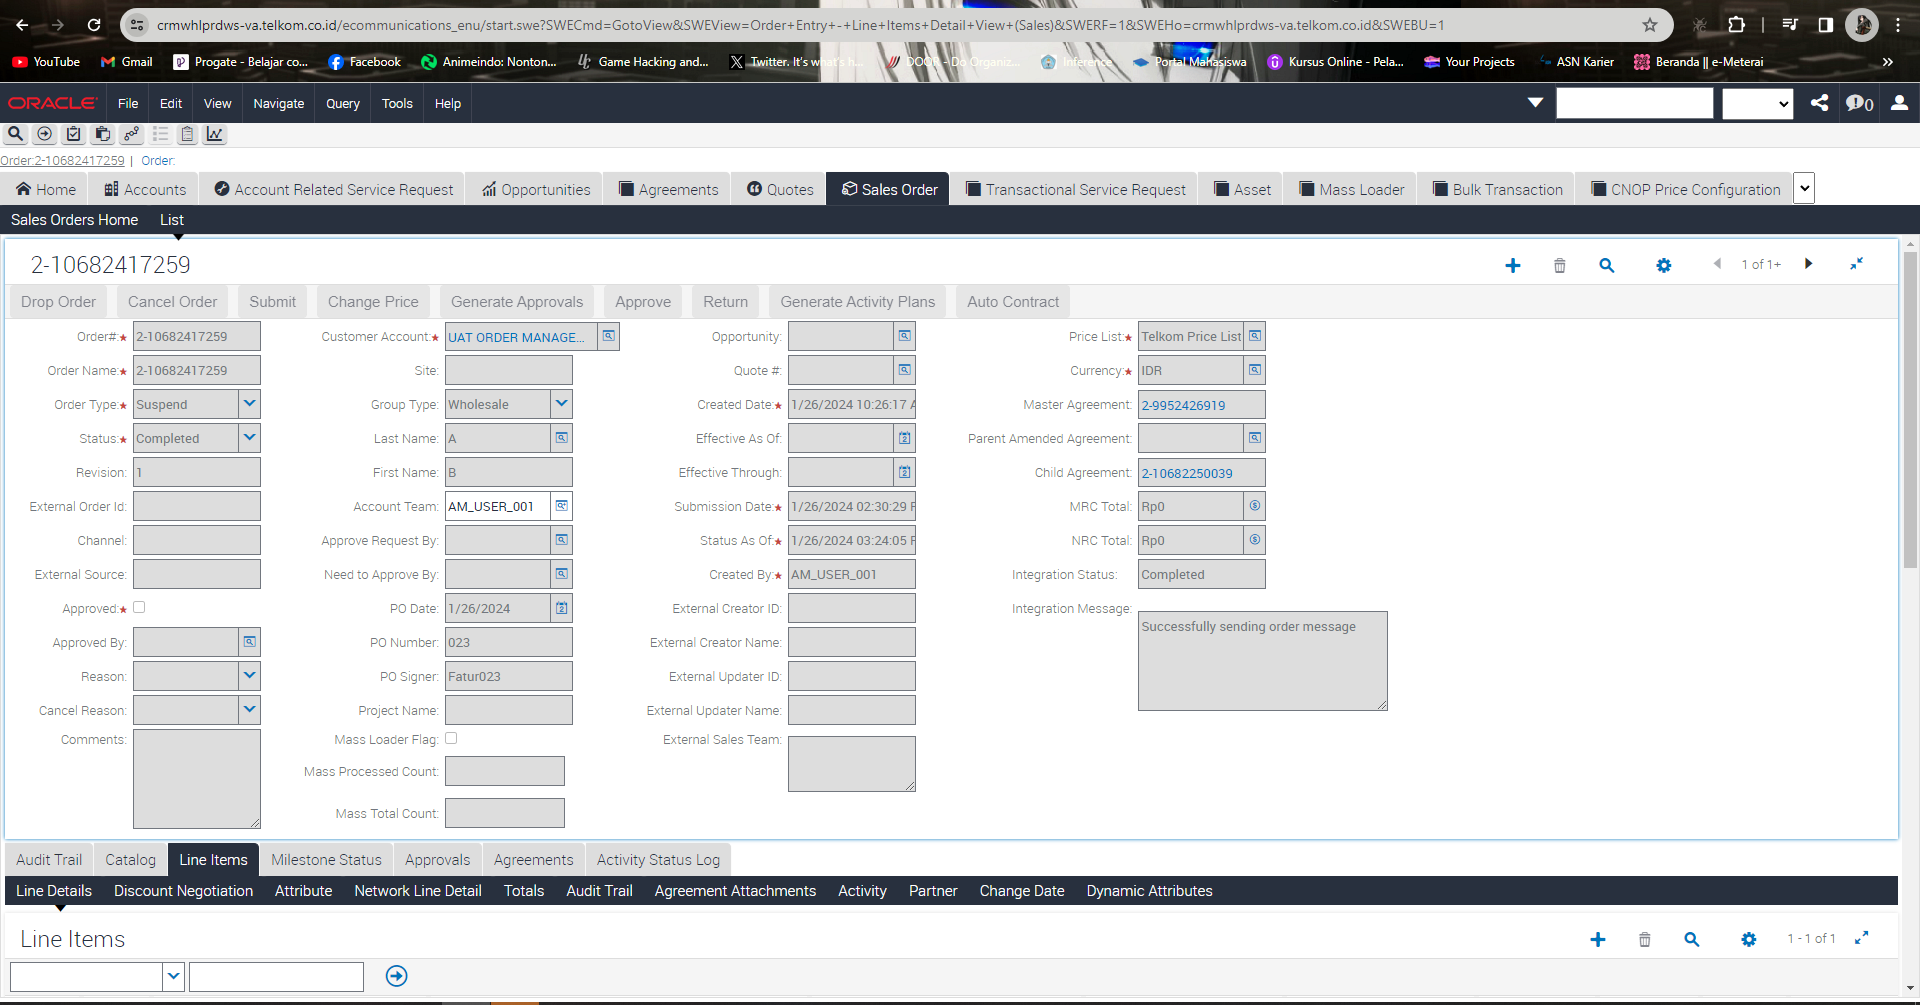 crmwhlprdws-va.telkom.co.id/ecommunications_enu/start.swe?SWECmd=GotoView&SWEView=Order+Entry+-+Line+Items+Detail+View+(Sales)&SWERF=1&SWEHo=crmwhlprdws-va.telkom.co.id&SWEBU=1
YouTube Gmail Progate - Belajar co... Facebook Animeindo: Nonton... Game Hacking and... Twitter. It's what's h... DOOR - Do Organiz... Inference Portal Mahasiswa Kursus Online - Pela... Your Projects ASN Karier Beranda || e-Meterai
ORACLE File Edit View Navigate Query Tools Help 0
Order:2-10682417259 | Order:
Home Accounts Account Related Service Request Opportunities Agreements Quotes Sales Order Transactional Service Request Asset Mass Loader Bulk Transaction CNOP Price Configuration
Sales Orders Home List
2-10682417259 1 of 1+
Drop Order Cancel Order Submit Change Price Generate Approvals Approve Return Generate Activity Plans Auto Contract
Order#:★ 2-10682417259 Customer Account:★ UAT ORDER MANAGE... Opportunity: Price List:★ Telkom Price List
Order Name:★ 2-10682417259 Site: Quote #: Currency:★ IDR
Order Type:★ Suspend Group Type: Wholesale Created Date:★ 1/26/2024 10:26:17 A Master Agreement: 2-9952426919
Status:★ Completed Last Name: A Effective As Of: Parent Amended Agreement:
Revision: 1 First Name: B Effective Through: Child Agreement: 2-10682250039
External Order Id: Account Team: AM_USER_001 Submission Date:★ 1/26/2024 02:30:29 P MRC Total: Rp0
Channel: Approve Request By: Status As Of:★ 1/26/2024 03:24:05 P NRC Total: Rp0
External Source: Need to Approve By: Created By:★ AM_USER_001 Integration Status: Completed
Approved:★ PO Date: 1/26/2024 External Creator ID: Integration Message:
Successfully sending order message
Approved By: PO Number: 023 External Creator Name:
Reason: PO Signer: Fatur023 External Updater ID:
Cancel Reason: Project Name: External Updater Name:
Comments: Mass Loader Flag: External Sales Team:
Mass Processed Count:
Mass Total Count:
Audit Trail Catalog Line Items Milestone Status Approvals Agreements Activity Status Log
Line Details Discount Negotiation Attribute Network Line Detail Totals Audit Trail Agreement Attachments Activity Partner Change Date Dynamic Attributes
Line Items 1 - 1 of 1